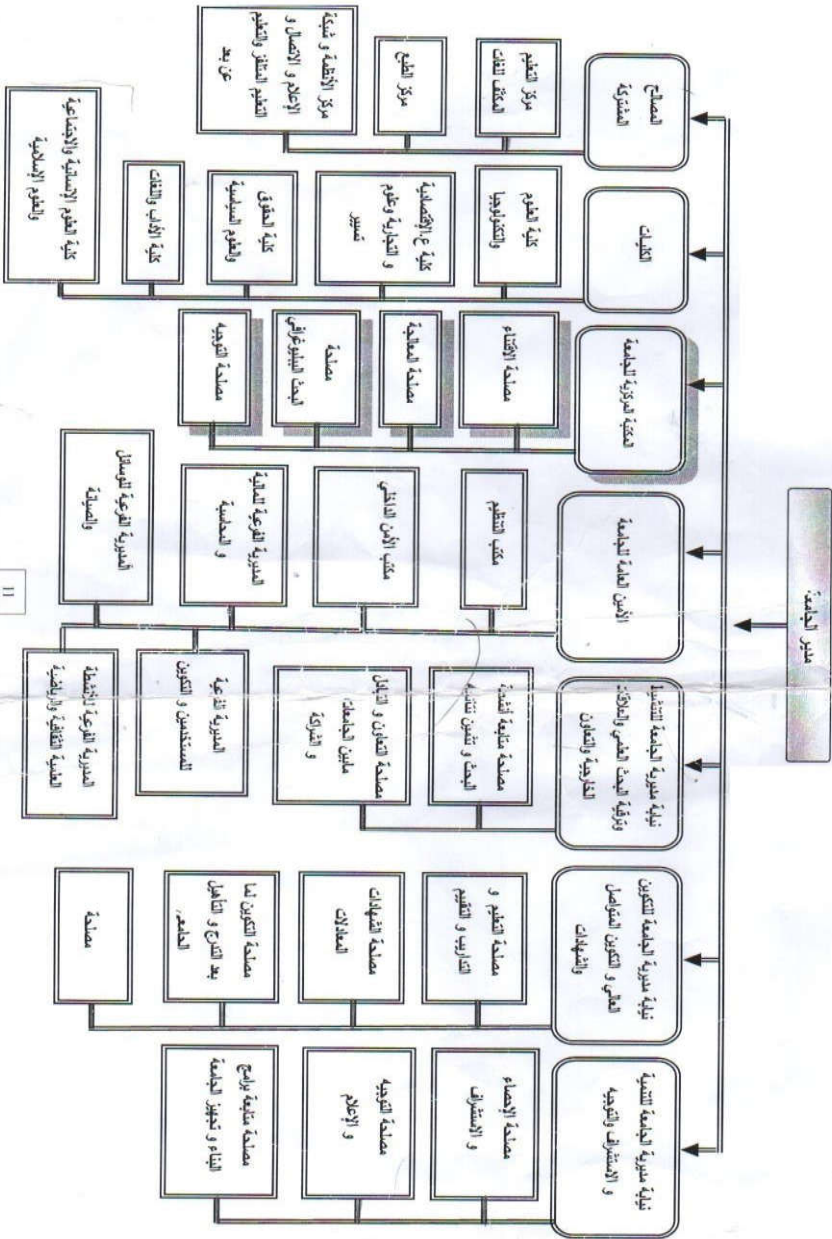 مدير الجامعة
المصالح
المشتركة
مركز التعليم
المكثف للغات
مركز الطبع
مركز الأنظمة و شبكة
الإعلام و الاتصال و
التعليم المتلفز والتعليم
عن بعد
الكليات
كلية العلوم
والتكنولوجيا
كلية ع.الإقتصادية
و التجارية وعلوم
تسيير
كلية الحقوق
والعلوم السياسية
كلية الآداب واللغات
كلية العلوم الإنسانية والاجتماعية
والعلوم الإسلامية
المكتبة المركزية للجامعة
مصلحة الاقتناء
مصلحة المعالجة
مصلحة
البحث الببليوغرافي
مصلحة التوجيه
الأمين العامة للجامعة
مكتب التنظيم
مكتب الأمن الداخلي
المديرية الفرعية للمالية
و المحاسبة
المديرية الفرعية للوسائل
والصيانة
المديرية الفرعية
للمستخدمين و التكوين
المديرية الفرعية للأنشطة
العلمية الثقافية والرياضية
نيابة مديرية الجامعة للتنشيط
وترقية البحث العلمي والعلاقات
الخارجية والتعاون
مصلحة متابعة أنشطة
البحث و تثمين نتائجه
مصلحة التعاون و التبادل
مابين الجامعات
و الشراكة
نيابة مديرية الجامعة للتكوين
العالي و التكوين المتواصل
والشهادات
مصلحة التعليم و
التداريب و التقييم
مصلحة الشهادات
المعادلات
مصلحة التكوين لما
بعد التدرج و التأهيل
الجامعي
مصلحة
نيابة مديرية الجامعة للتنمية
و الاستشراف والتوجيه
مصلحة الإحصاء
و الاستشراف
مصلحة التوجيه
و الإعلام
مصلحة متابعة برامج
البناء و تجهيز الجامعة
11